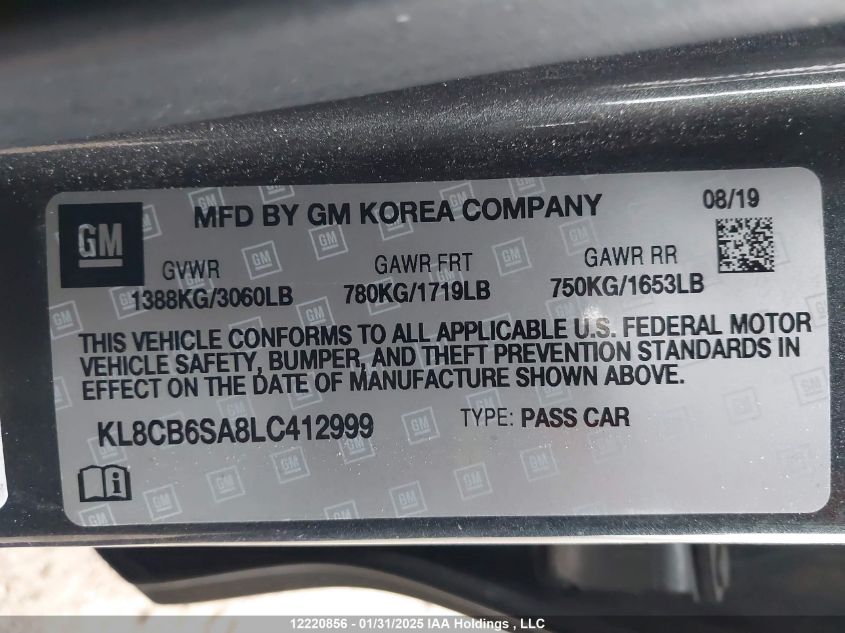 GM
MFD BY GM KOREA COMPANY
08/19
GVWR GAWR FRT GAWR RR
1388KG/3060LB 780KG/1719LB 750KG/1653LB
THIS VEHICLE CONFORMS TO ALL APPLICABLE U.S. FEDERAL MOTOR
VEHICLE SAFETY, BUMPER, AND THEFT PREVENTION STANDARDS IN
EFFECT ON THE DATE OF MANUFACTURE SHOWN ABOVE.
KL8CB6SA8LC412999 TYPE: PASS CAR
12220856 - 01/31/2025 IAA Holdings , LLC